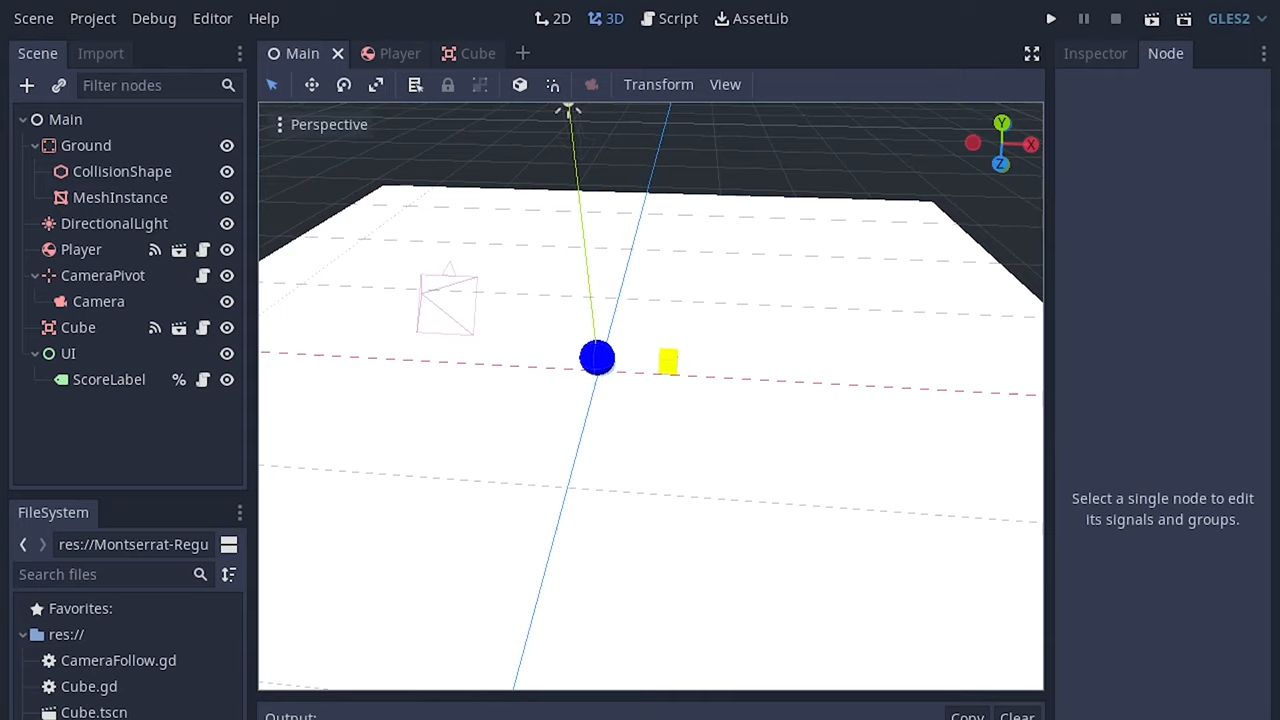 Scene Project Debug Editor Help 2D 3D Script AssetLib GLES2
Scene Import Main Player Cube Inspector Node
Filter nodes Transform View
Perspective Y X Z
Main
Ground
CollisionShape
MeshInstance
DirectionalLight
Player
CameraPivot
Camera
Cube
UI
ScoreLabel %
FileSystem
res://Montserrat-Regu
Search files
Favorites:
res://
CameraFollow.gd
Cube.gd
Cube.tscn
Select a single node to edit
its signals and groups.
Output: Copy Clear